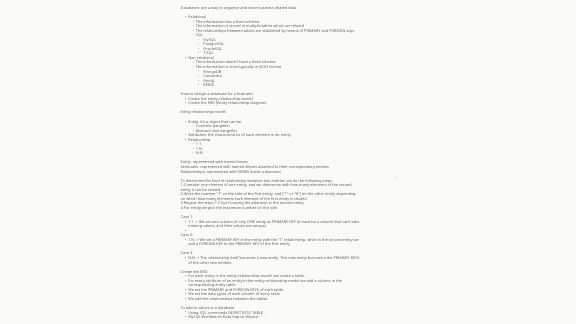 Databases: are a way to organize and store business related data.
Relational
The information has a fixed schema
The information is stored in multiple tables which are related
The relationships between tables are established by means of PRIMARY and FOREIGN keys
SQL
MySQL
PostgreSQL
OracleSQL
T-SQL
Non relational
The information doesn't have a fixed schema
The information is store typically in JSON format
MongoDB
Cassandra
Neo4j
REDIS
How to design a database for a business:
Create the entity-relationship model
Create the ERD (Entity relationship diagram)
Entity-relationship model:
Entity: it's a object that can be:
Concrete (tangible)
Abstract (non tangible)
Attributes: the characteristics of each element in an entity
Relationship:
1:1
1:N
N:N
Entity: represented with named boxes
Attributes: represented with named ellipses attached to their corresponding entities
Relationships: represented with VERBS inside a diamond
To determine the kind of relationship between two entities, we do the following steps:
1.Consider one element of one entity, and we determine with how many elements of the second
entity it can be related
2.Write the number "1" on the side of the first entity, and ("1" or "N") on the other entity depending
on which how many elements each element of the first entity is related
3.Repeat the steps 1-2 but focusing the attention in the second entity
4.For entity we pick the maximum number on the side.
Case 1:
1:1 -> We set one column of only ONE entity as PRIMARY KEY (it must be a column that can't take
missing values, and their values are unique)
Case 2:
1:N -> We set a PRIMARY KEY in the entity with the "1" relationship, while in the second entity we
add a FOREIGN KEY to the PRIMARY KEY of the first entity
Case 3:
N:N -> The relationship itself becomes a new entity. This new entity borrows the PRIMARY KEYS
of the other two entities.
Create the ERD:
For each entity in the entity relationship model, we create a table
For every attribute of an entity in the entity relationship model we add a column in the
corresponding entity table
We set the PRIMARY and FOREIGN KEYS of each table
We set the data types of each column of every table
We add the relationships between the tables
To add to values in a database:
Using SQL commands INSERT INTO TABLE...
MySQL Workbench Data Import Wizard